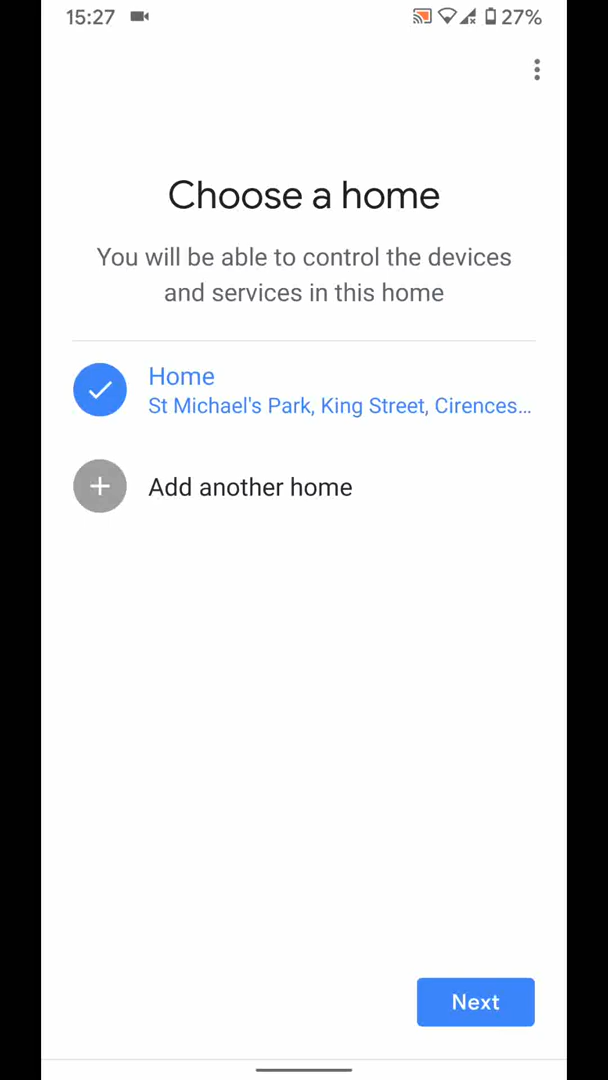 15:27
27%
Choose a home
You will be able to control the devices
and services in this home
Home
St Michael's Park, King Street, Cirences...
Add another home
Next